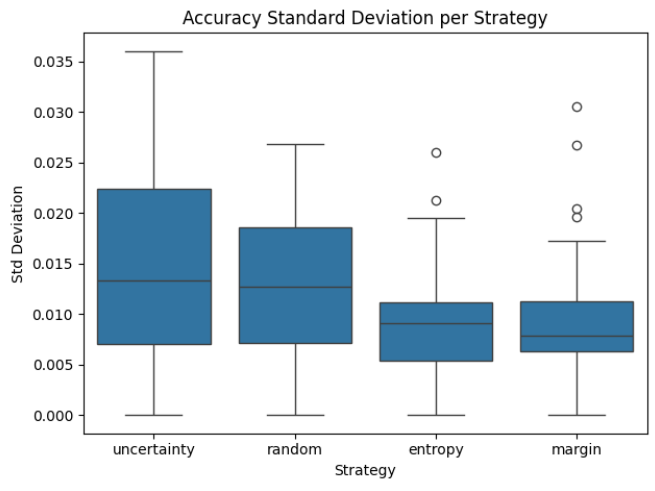 Accuracy Standard Deviation per Strategy
Std Deviation
0.035
0.030
0.025
0.020
0.015
0.010
0.005
0.000
uncertainty random entropy margin
Strategy